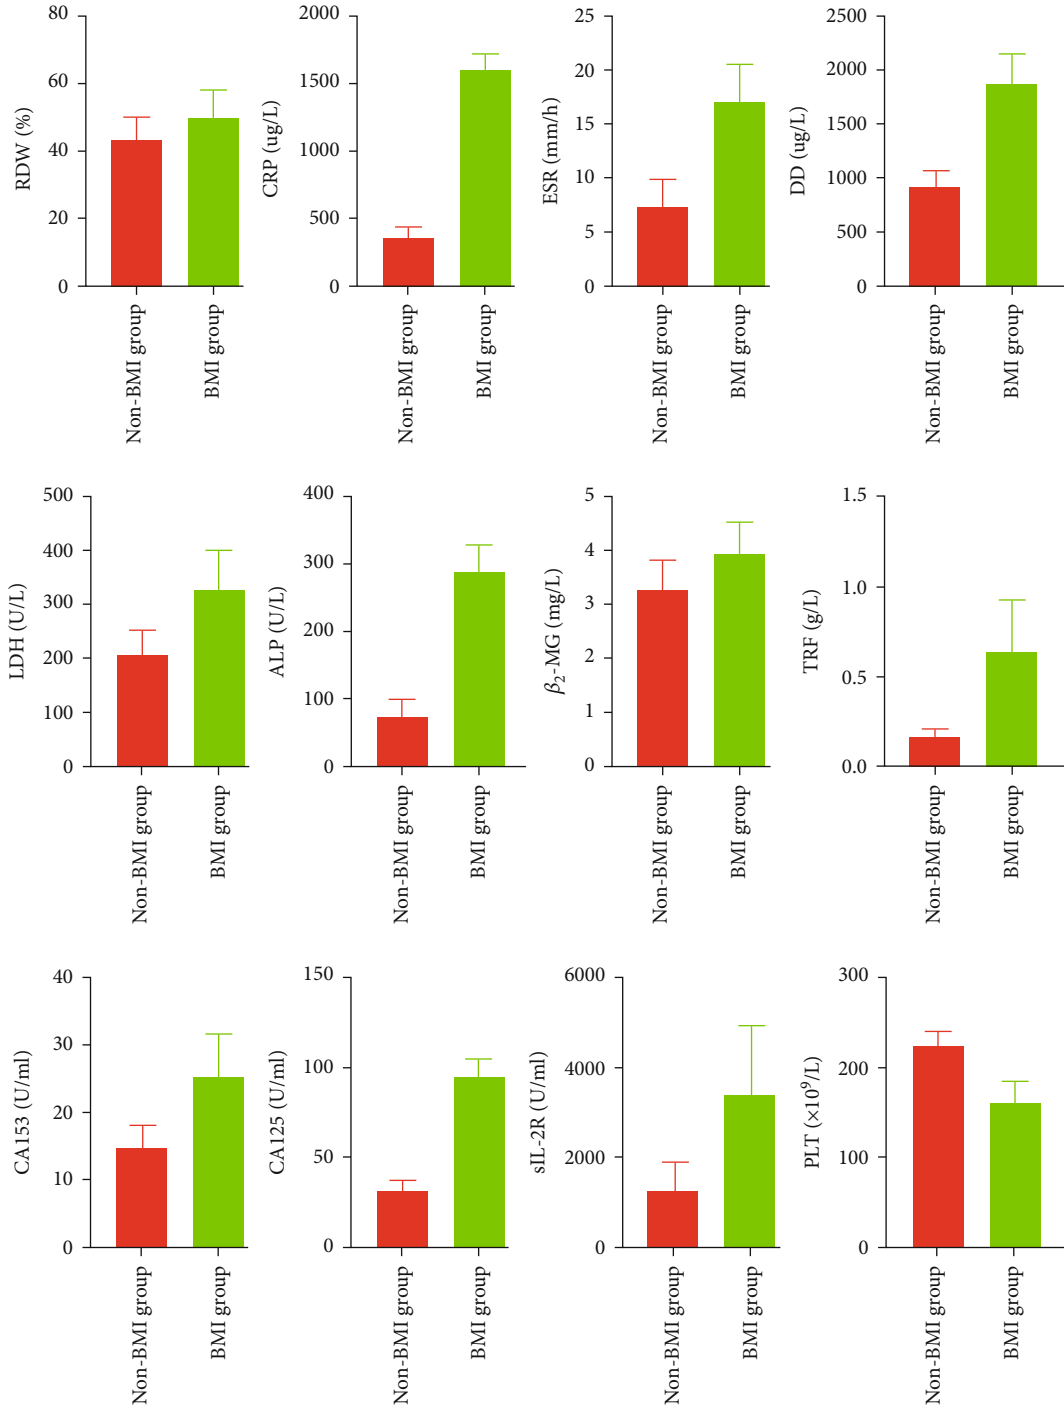 RDW (%)
80
60
40
20
0
Non-BMI group
BMI group
CRP (ug/L)
2000
1500
1000
500
0
Non-BMI group
BMI group
ESR (mm/h)
25
20
15
10
5
0
Non-BMI group
BMI group
DD (ug/L)
2500
2000
1500
1000
500
0
Non-BMI group
BMI group
LDH (U/L)
500
400
300
200
100
0
Non-BMI group
BMI group
ALP (U/L)
400
300
200
100
0
Non-BMI group
BMI group
β₂-MG (mg/L)
5
4
3
2
1
0
Non-BMI group
BMI group
TRF (g/L)
1.5
1.0
0.5
0.0
Non-BMI group
BMI group
CA153 (U/ml)
40
30
20
10
0
Non-BMI group
BMI group
CA125 (U/ml)
150
100
50
0
Non-BMI group
BMI group
sIL-2R (U/ml)
6000
4000
2000
0
Non-BMI group
BMI group
PLT (×10⁹/L)
300
200
100
0
Non-BMI group
BMI group